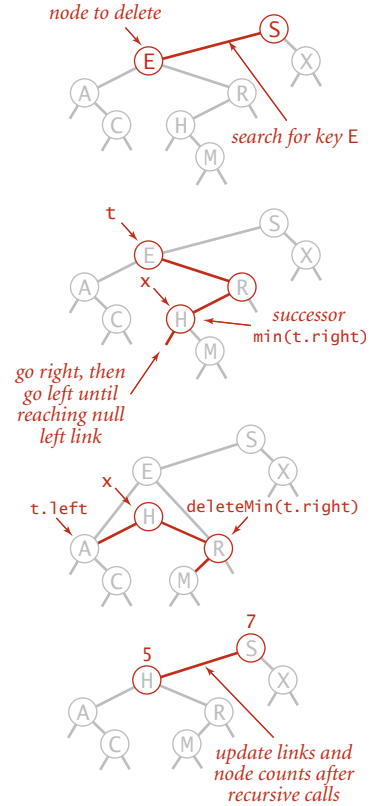 node to delete
S
E
X
A
R
C
H
search for key E
M
t
S
E
X
x
A
R
C
H
successor
min(t.right)
M
go right, then
go left until
reaching null
left link
S
E
X
x
t.left
H
deleteMin(t.right)
A
R
C
M
5
7
S
H
X
A
R
C
M
update links and
node counts after
recursive calls